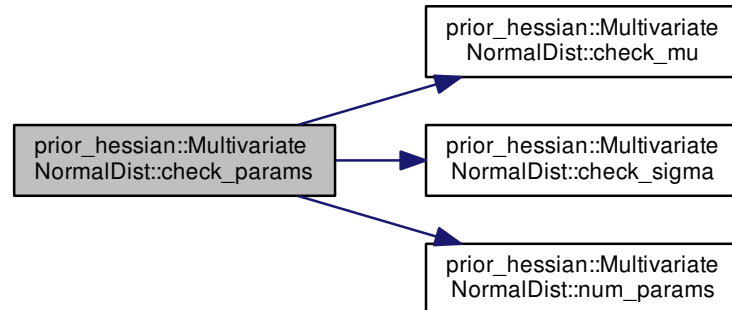 prior_hessian::Multivariate
NormalDist::check_params
prior_hessian::Multivariate
NormalDist::check_mu
prior_hessian::Multivariate
NormalDist::check_sigma
prior_hessian::Multivariate
NormalDist::num_params